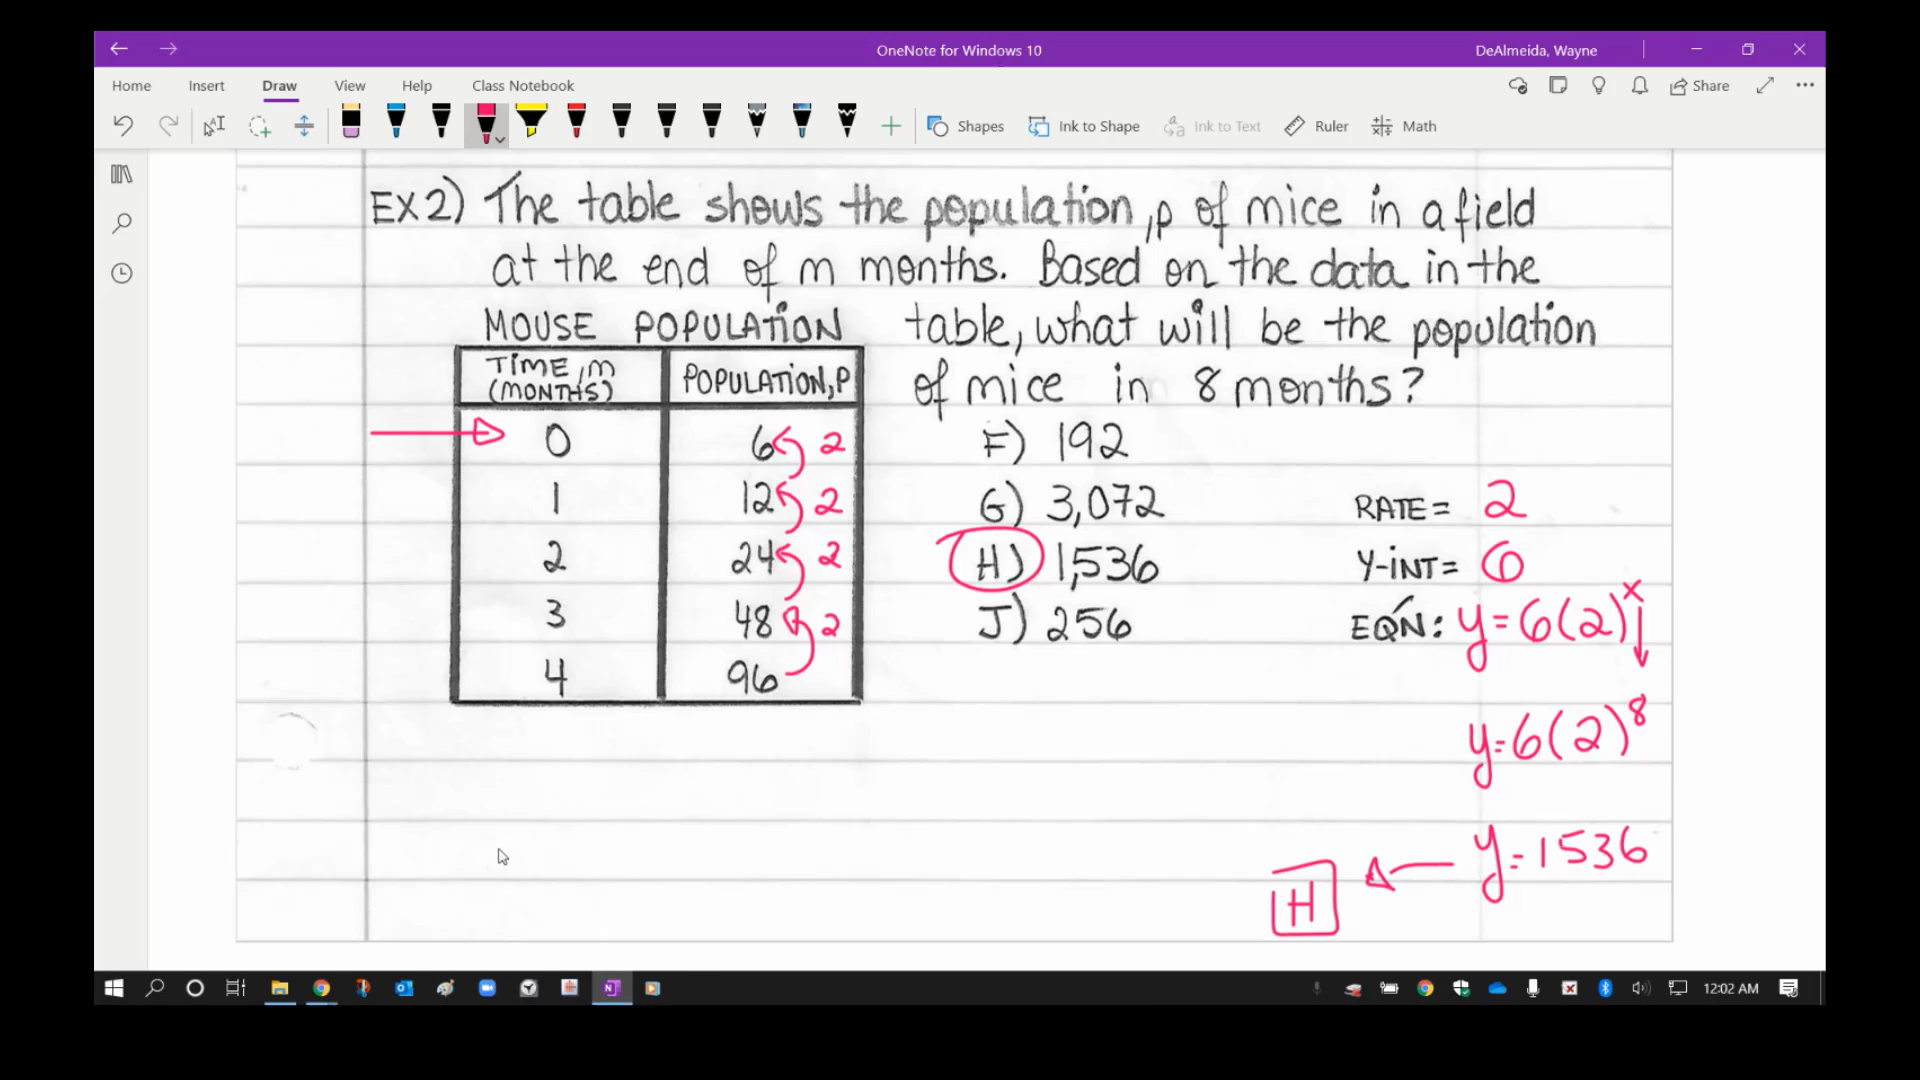 OneNote for Windows 10
DeAlmeida, Wayne
Home Insert Draw View Help Class Notebook
Share
Shapes Ink to Shape Ink to Text Ruler Math
EX2) The table shows the population, p of mice in a field
at the end of m months. Based on the data in the
table, what will be the population
of mice in 8 months?
MOUSE POPULATION
TIME, m (MONTHS) POPULATION, P
0 6 2
1 12 2
2 24 2
3 48 2
4 96
F) 192
G) 3,072
H) 1,536
J) 256
RATE = 2
Y-INT = 6
EQN: y = 6(2)^x
y = 6(2)^8
y = 1536
H
12:02 AM